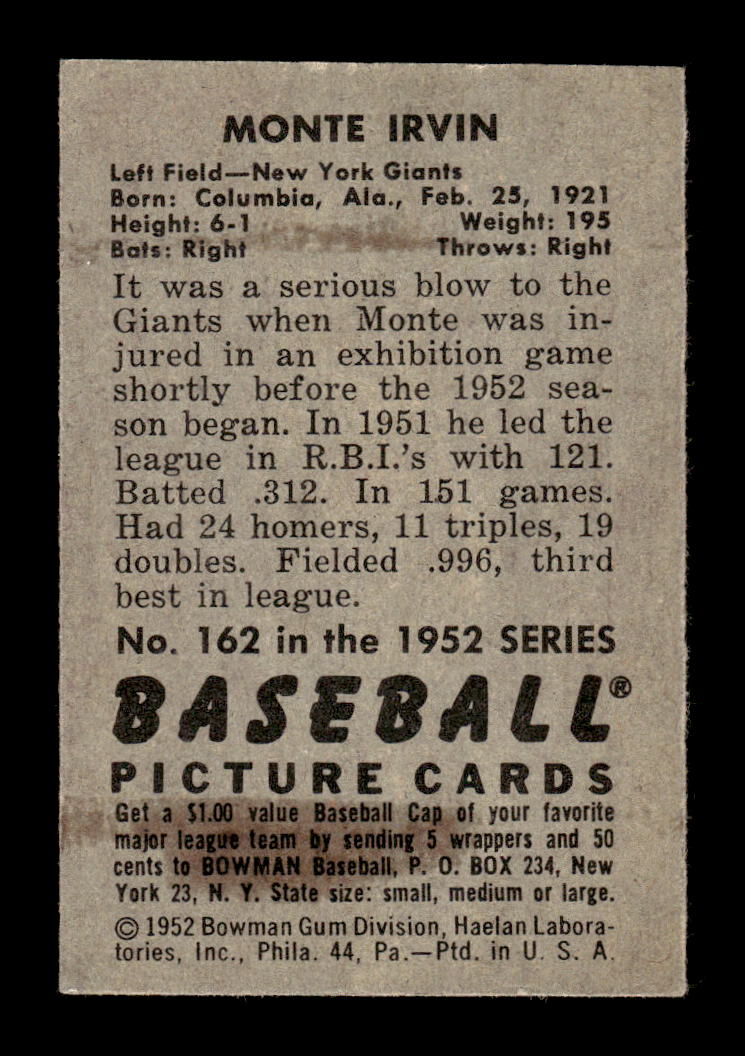 MONTE IRVIN
Left Field—New York Giants
Born: Columbia, Ala., Feb. 25, 1921
Height: 6-1 Weight: 195
Bats: Right Throws: Right
It was a serious blow to the
Giants when Monte was in-
jured in an exhibition game
shortly before the 1952 sea-
son began. In 1951 he led the
league in R.B.I.'s with 121.
Batted .312. In 151 games.
Had 24 homers, 11 triples, 19
doubles. Fielded .996, third
best in league.
No. 162 in the 1952 SERIES
BASEBALL®
PICTURE CARDS
Get a $1.00 value Baseball Cap of your favorite
major league team by sending 5 wrappers and 50
cents to BOWMAN Baseball, P. O. BOX 234, New
York 23, N. Y. State size: small, medium or large.
© 1952 Bowman Gum Division, Haelan Labora-
tories, Inc., Phila. 44, Pa.—Ptd. in U. S. A.